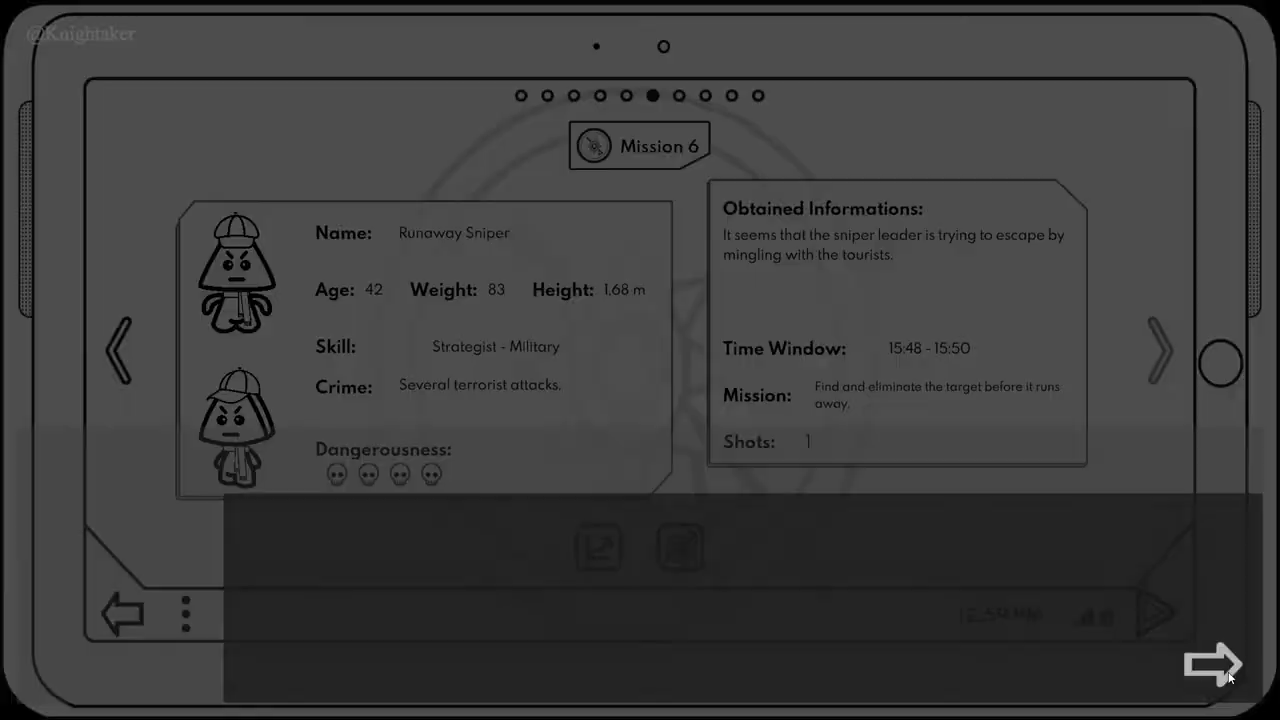 @Knightaker
Mission 6
Name: Runaway Sniper
Age: 42 Weight: 83 Height: 1,68 m
Skill: Strategist - Military
Crime: Several terrorist attacks.
Dangerousness:
Obtained Informations:
It seems that the sniper leader is trying to escape by
mingling with the tourists.
Time Window: 15:48 - 15:50
Mission: Find and eliminate the target before it runs
away.
Shots: 1